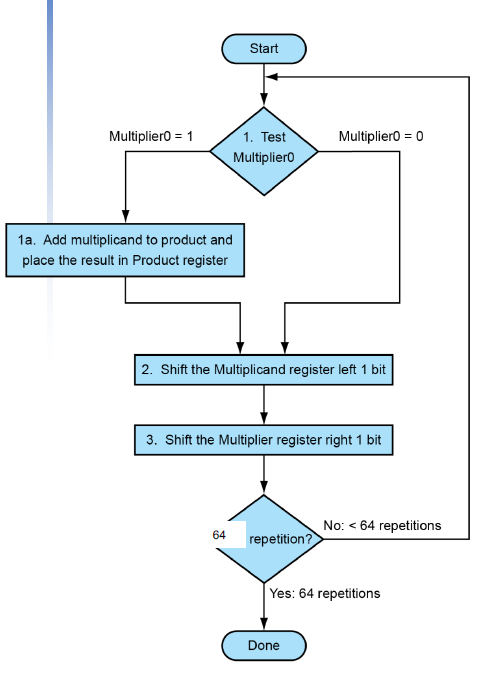 Start
Multiplier0 = 1
1. Test
Multiplier0
Multiplier0 = 0
1a. Add multiplicand to product and
place the result in Product register
2. Shift the Multiplicand register left 1 bit
3. Shift the Multiplier register right 1 bit
64 repetition?
No: < 64 repetitions
Yes: 64 repetitions
Done